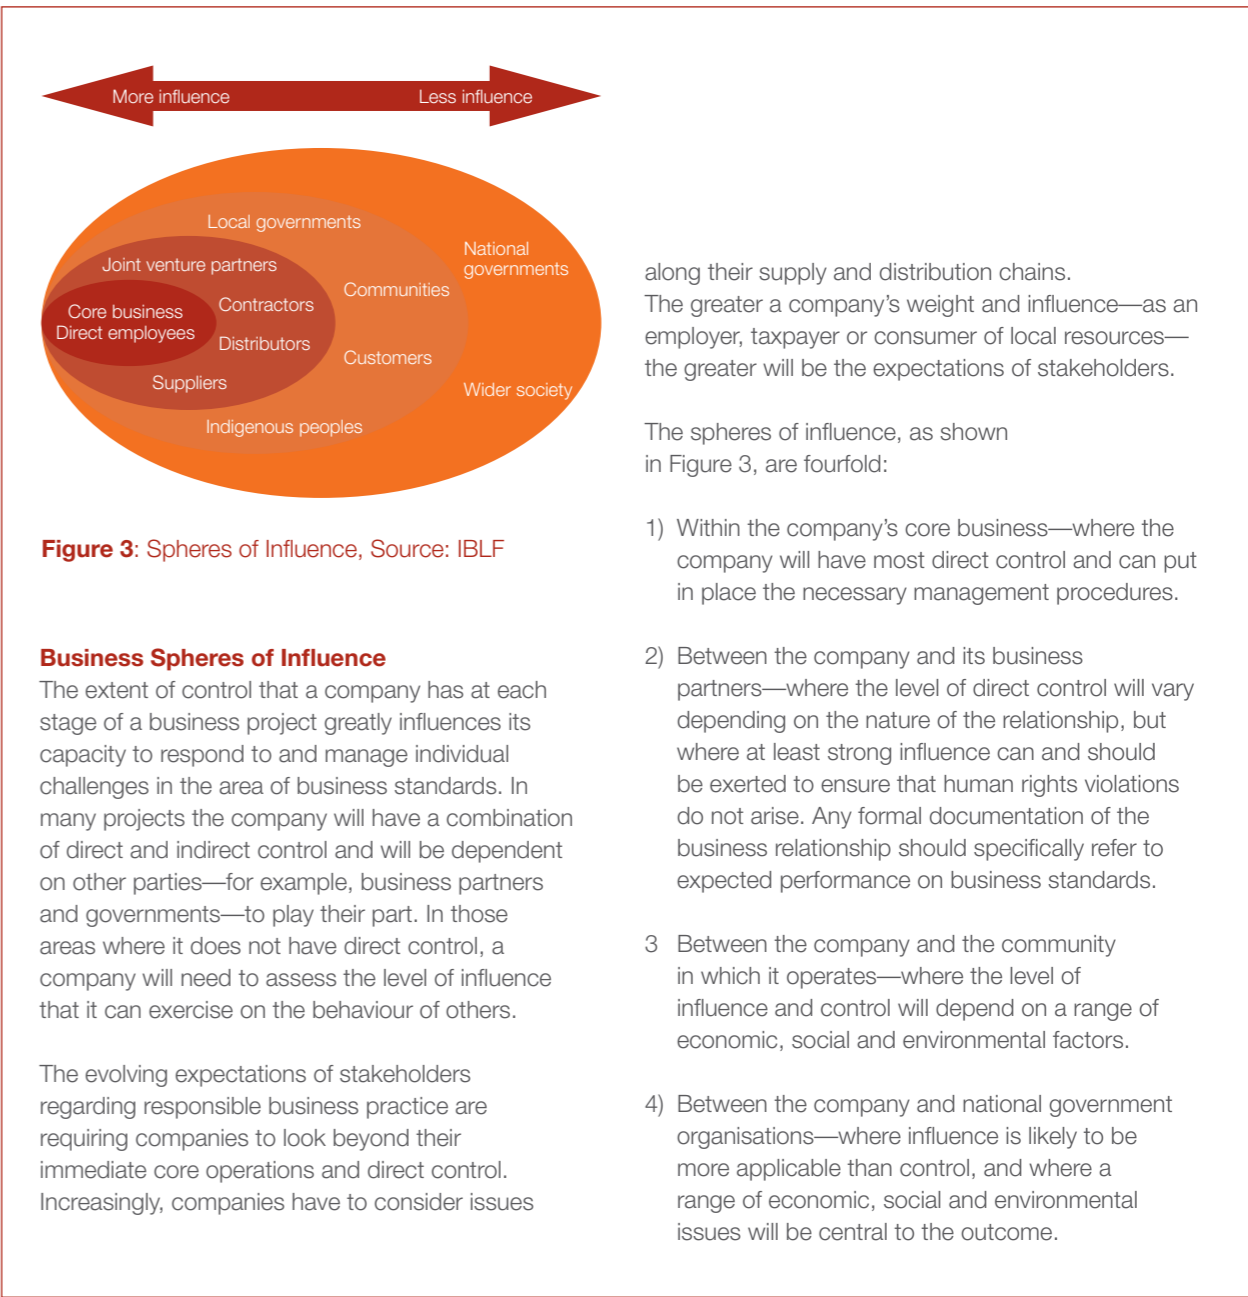 More influence
Less influence
Local governments
Joint venture partners
National
governments
Communities
Contractors
Core business
Direct employees
Distributors
Customers
Suppliers
Wider society
Indigenous peoples
Figure 3: Spheres of Influence, Source: IBLF
Business Spheres of Influence
The extent of control that a company has at each
stage of a business project greatly influences its
capacity to respond to and manage individual
challenges in the area of business standards. In
many projects the company will have a combination
of direct and indirect control and will be dependent
on other parties—for example, business partners
and governments—to play their part. In those
areas where it does not have direct control, a
company will need to assess the level of influence
that it can exercise on the behaviour of others.
The evolving expectations of stakeholders
regarding responsible business practice are
requiring companies to look beyond their
immediate core operations and direct control.
Increasingly, companies have to consider issues
along their supply and distribution chains.
The greater a company’s weight and influence—as an
employer, taxpayer or consumer of local resources—
the greater will be the expectations of stakeholders.
The spheres of influence, as shown
in Figure 3, are fourfold:
1) Within the company’s core business—where the
company will have most direct control and can put
in place the necessary management procedures.
2) Between the company and its business
partners—where the level of direct control will vary
depending on the nature of the relationship, but
where at least strong influence can and should
be exerted to ensure that human rights violations
do not arise. Any formal documentation of the
business relationship should specifically refer to
expected performance on business standards.
3 Between the company and the community
in which it operates—where the level of
influence and control will depend on a range of
economic, social and environmental factors.
4) Between the company and national government
organisations—where influence is likely to be
more applicable than control, and where a
range of economic, social and environmental
issues will be central to the outcome.